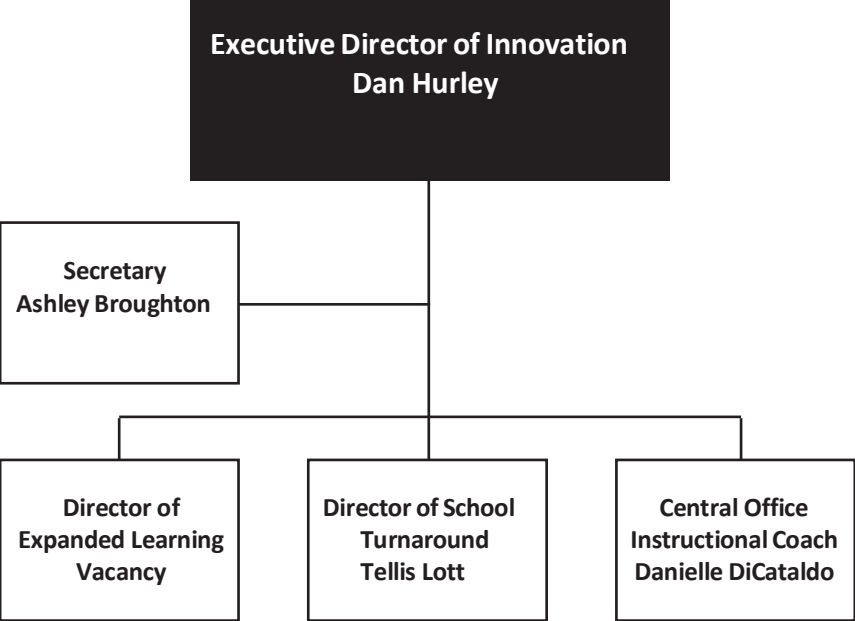 Executive Director of Innovation
Dan Hurley
Secretary
Ashley Broughton
Director of
Expanded Learning
Vacancy
Director of School
Turnaround
Tellis Lott
Central Office
Instructional Coach
Danielle DiCataldo